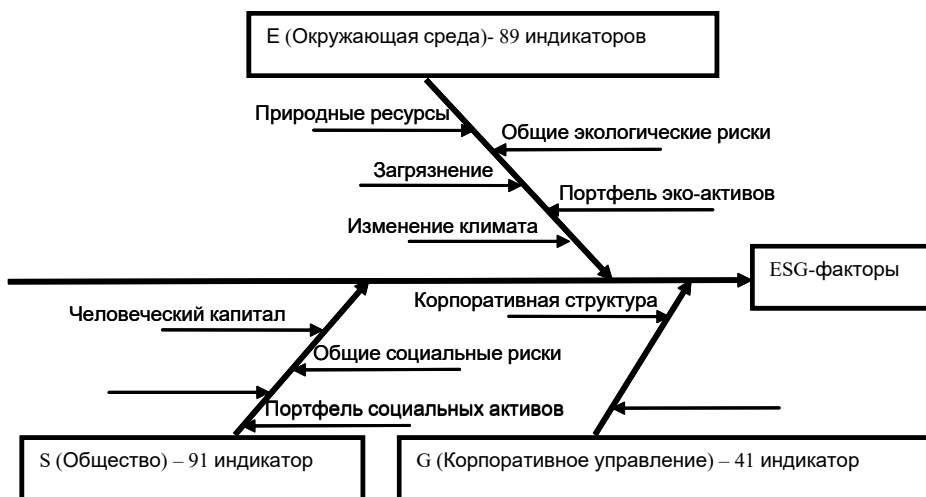 E (Окружающая среда)- 89 индикаторов
Природные ресурсы
Общие экологические риски
Загрязнение
Портфель эко-активов
Изменение климата
ESG-факторы
Корпоративная структура
Человеческий капитал
Общие социальные риски
Портфель социальных активов
S (Общество) – 91 индикатор
G (Корпоративное управление) – 41 индикатор